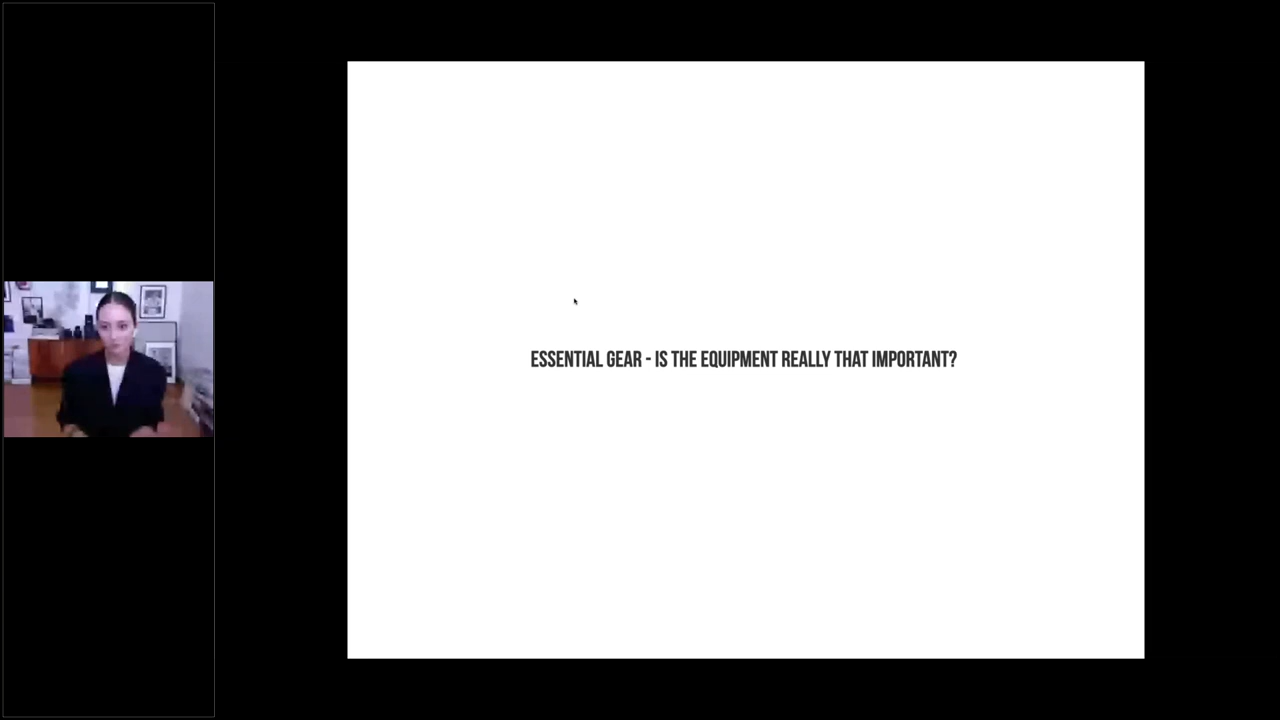 ESSENTIAL GEAR - IS THE EQUIPMENT REALLY THAT IMPORTANT?